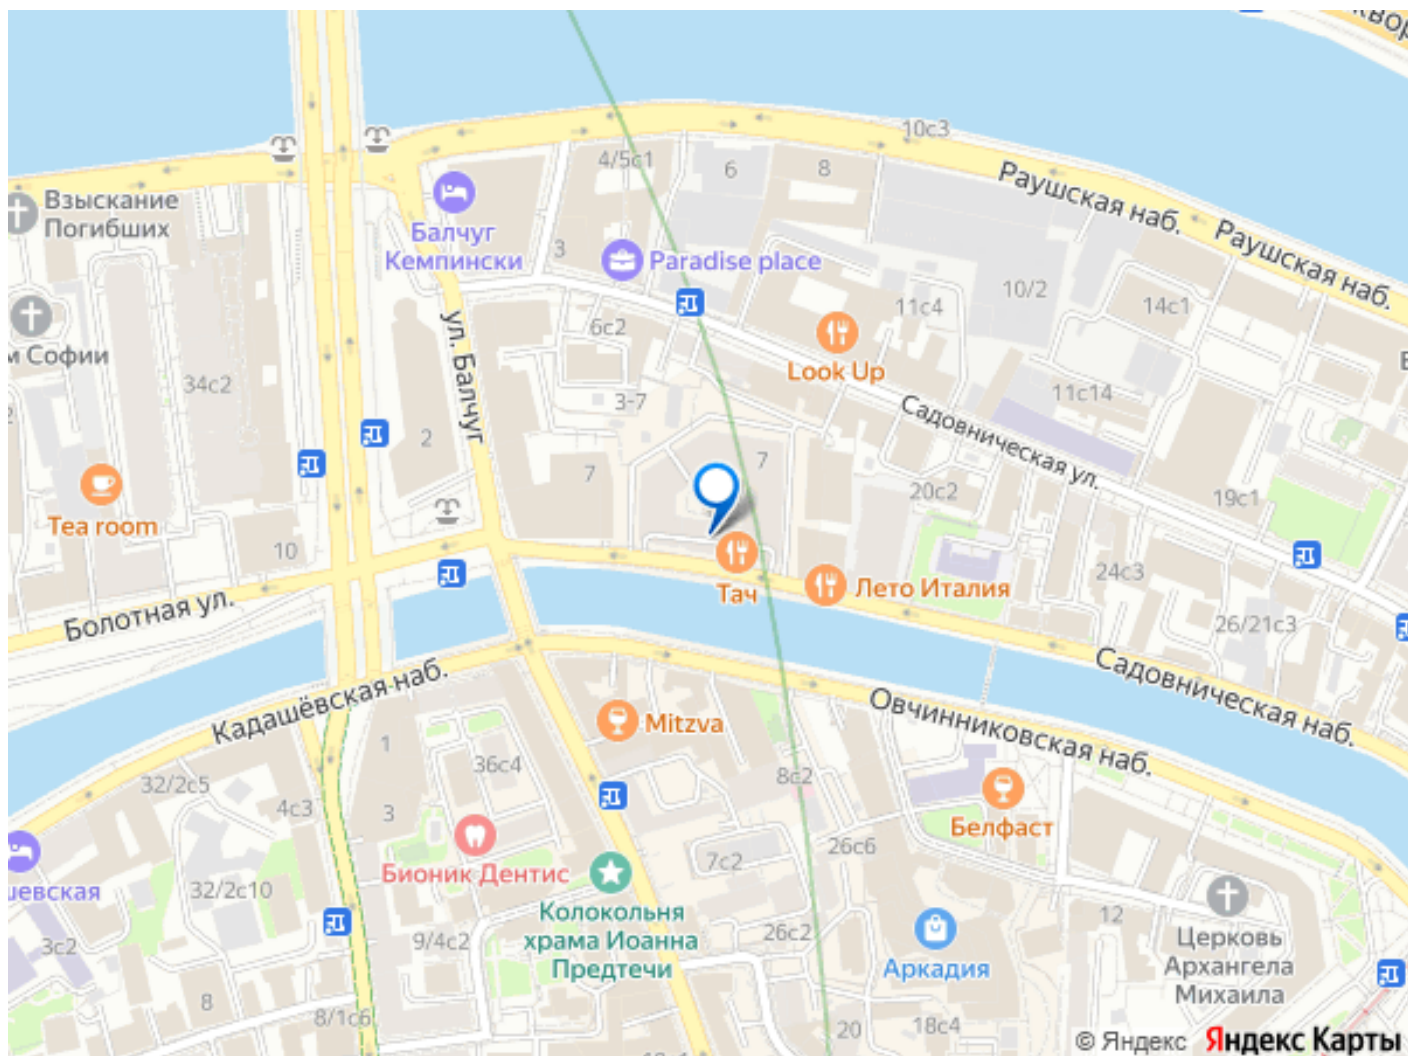 10с3
Взыскание
Погибших
4/5с1
6
8
Раушская наб.
Раушская наб.
Балчуг
Кемпински
3
Paradise place
10/2
11с4
14с1
6с2
Софии
ул. Балчуг
34с2
Look Up
3-7
11с14
Садовническая ул.
2
7
7
20с2
19с1
Tea room
10
Тач
Лето Италия
24с3
Болотная ул.
26/21с3
Кадашёвская наб.
Садовническая наб.
Овчинниковская наб.
Mitzva
1
36с4
8с2
32/2с5
4с3
3
Белфаст
26с6
Бионик Дентис
7с2
32/2с10
Колокольня
храма Иоанна
Предтечи
9/4с2
3с2
26с2
12
Церковь
Архангела
Михаила
Аркадия
8
8/1с6
20
18с4
© Яндекс Яндекс Карты